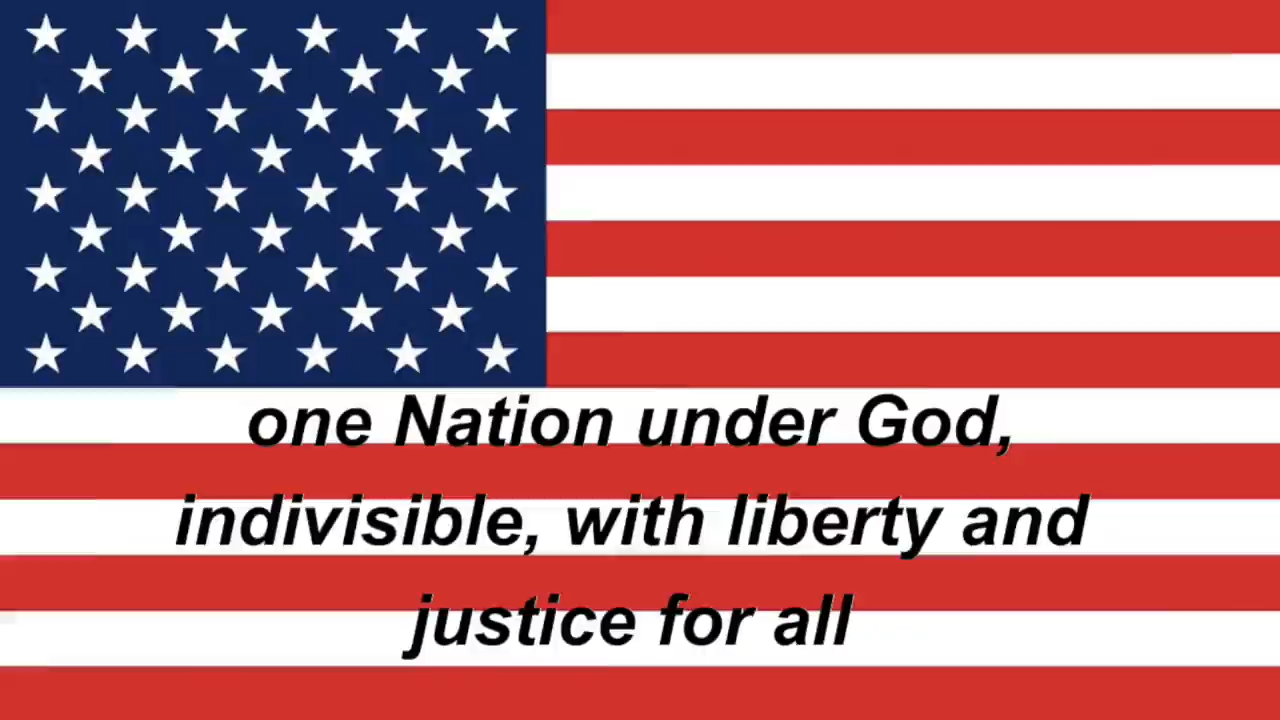 one Nation under God,
indivisible, with liberty and
justice for all